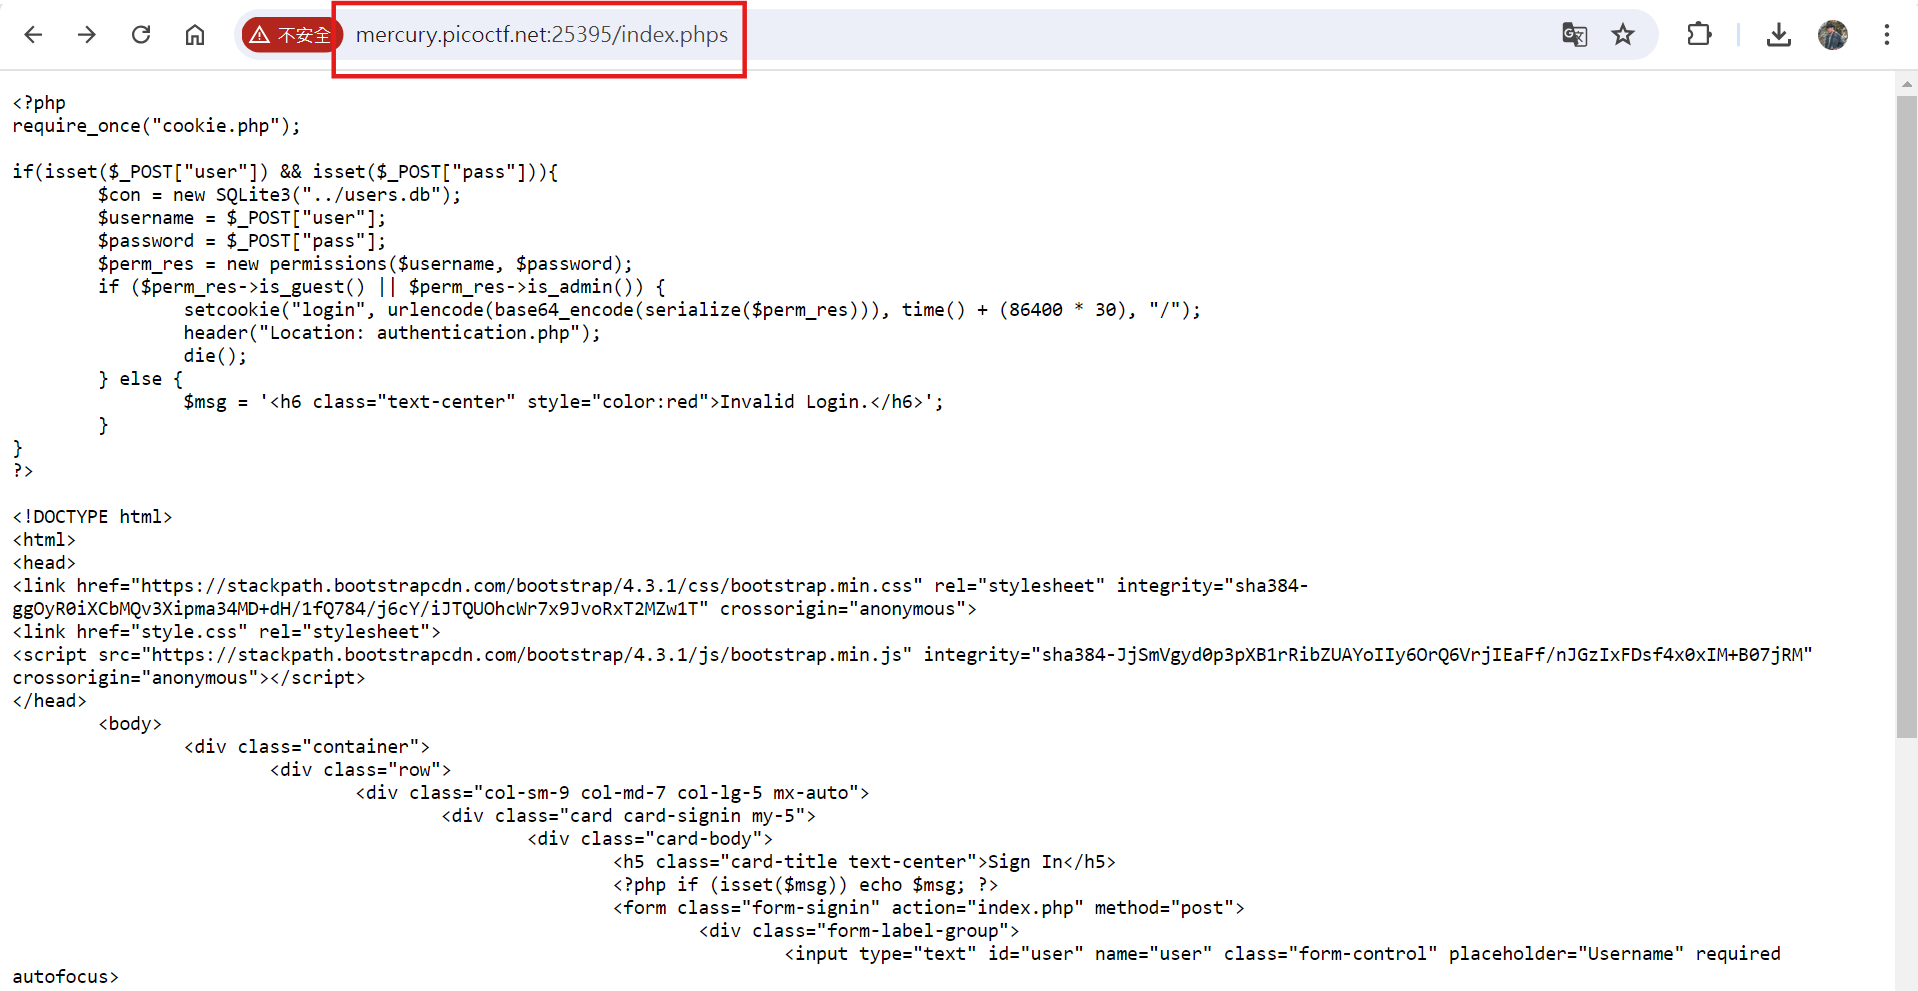 不安全 mercury.picoctf.net:25395/index.phps
<?php
require_once("cookie.php");
if(isset($_POST["user"]) && isset($_POST["pass"])){
$con = new SQLite3("../users.db");
$username = $_POST["user"];
$password = $_POST["pass"];
$perm_res = new permissions($username, $password);
if ($perm_res->is_guest() || $perm_res->is_admin()) {
setcookie("login", urlencode(base64_encode(serialize($perm_res))), time() + (86400 * 30), "/");
header("Location: authentication.php");
die();
} else {
$msg = '<h6 class="text-center" style="color:red">Invalid Login.</h6>';
}
}
?>
<!DOCTYPE html>
<html>
<head>
<link href="https://stackpath.bootstrapcdn.com/bootstrap/4.3.1/css/bootstrap.min.css" rel="stylesheet" integrity="sha384-
ggOyR0iXCbMQv3Xipma34MD+dH/1fQ784/j6cY/iJTQUOhcWr7x9JvoRxT2MZw1T" crossorigin="anonymous">
<link href="style.css" rel="stylesheet">
<script src="https://stackpath.bootstrapcdn.com/bootstrap/4.3.1/js/bootstrap.min.js" integrity="sha384-JjSmVgyd0p3pXB1rRibZUAYoIIy6OrQ6VrjIEaFf/nJGzIxFDsf4x0xIM+B07jRM"
crossorigin="anonymous"></script>
</head>
<body>
<div class="container">
<div class="row">
<div class="col-sm-9 col-md-7 col-lg-5 mx-auto">
<div class="card card-signin my-5">
<div class="card-body">
<h5 class="card-title text-center">Sign In</h5>
<?php if (isset($msg)) echo $msg; ?>
<form class="form-signin" action="index.php" method="post">
<div class="form-label-group">
<input type="text" id="user" name="user" class="form-control" placeholder="Username" required
autofocus>